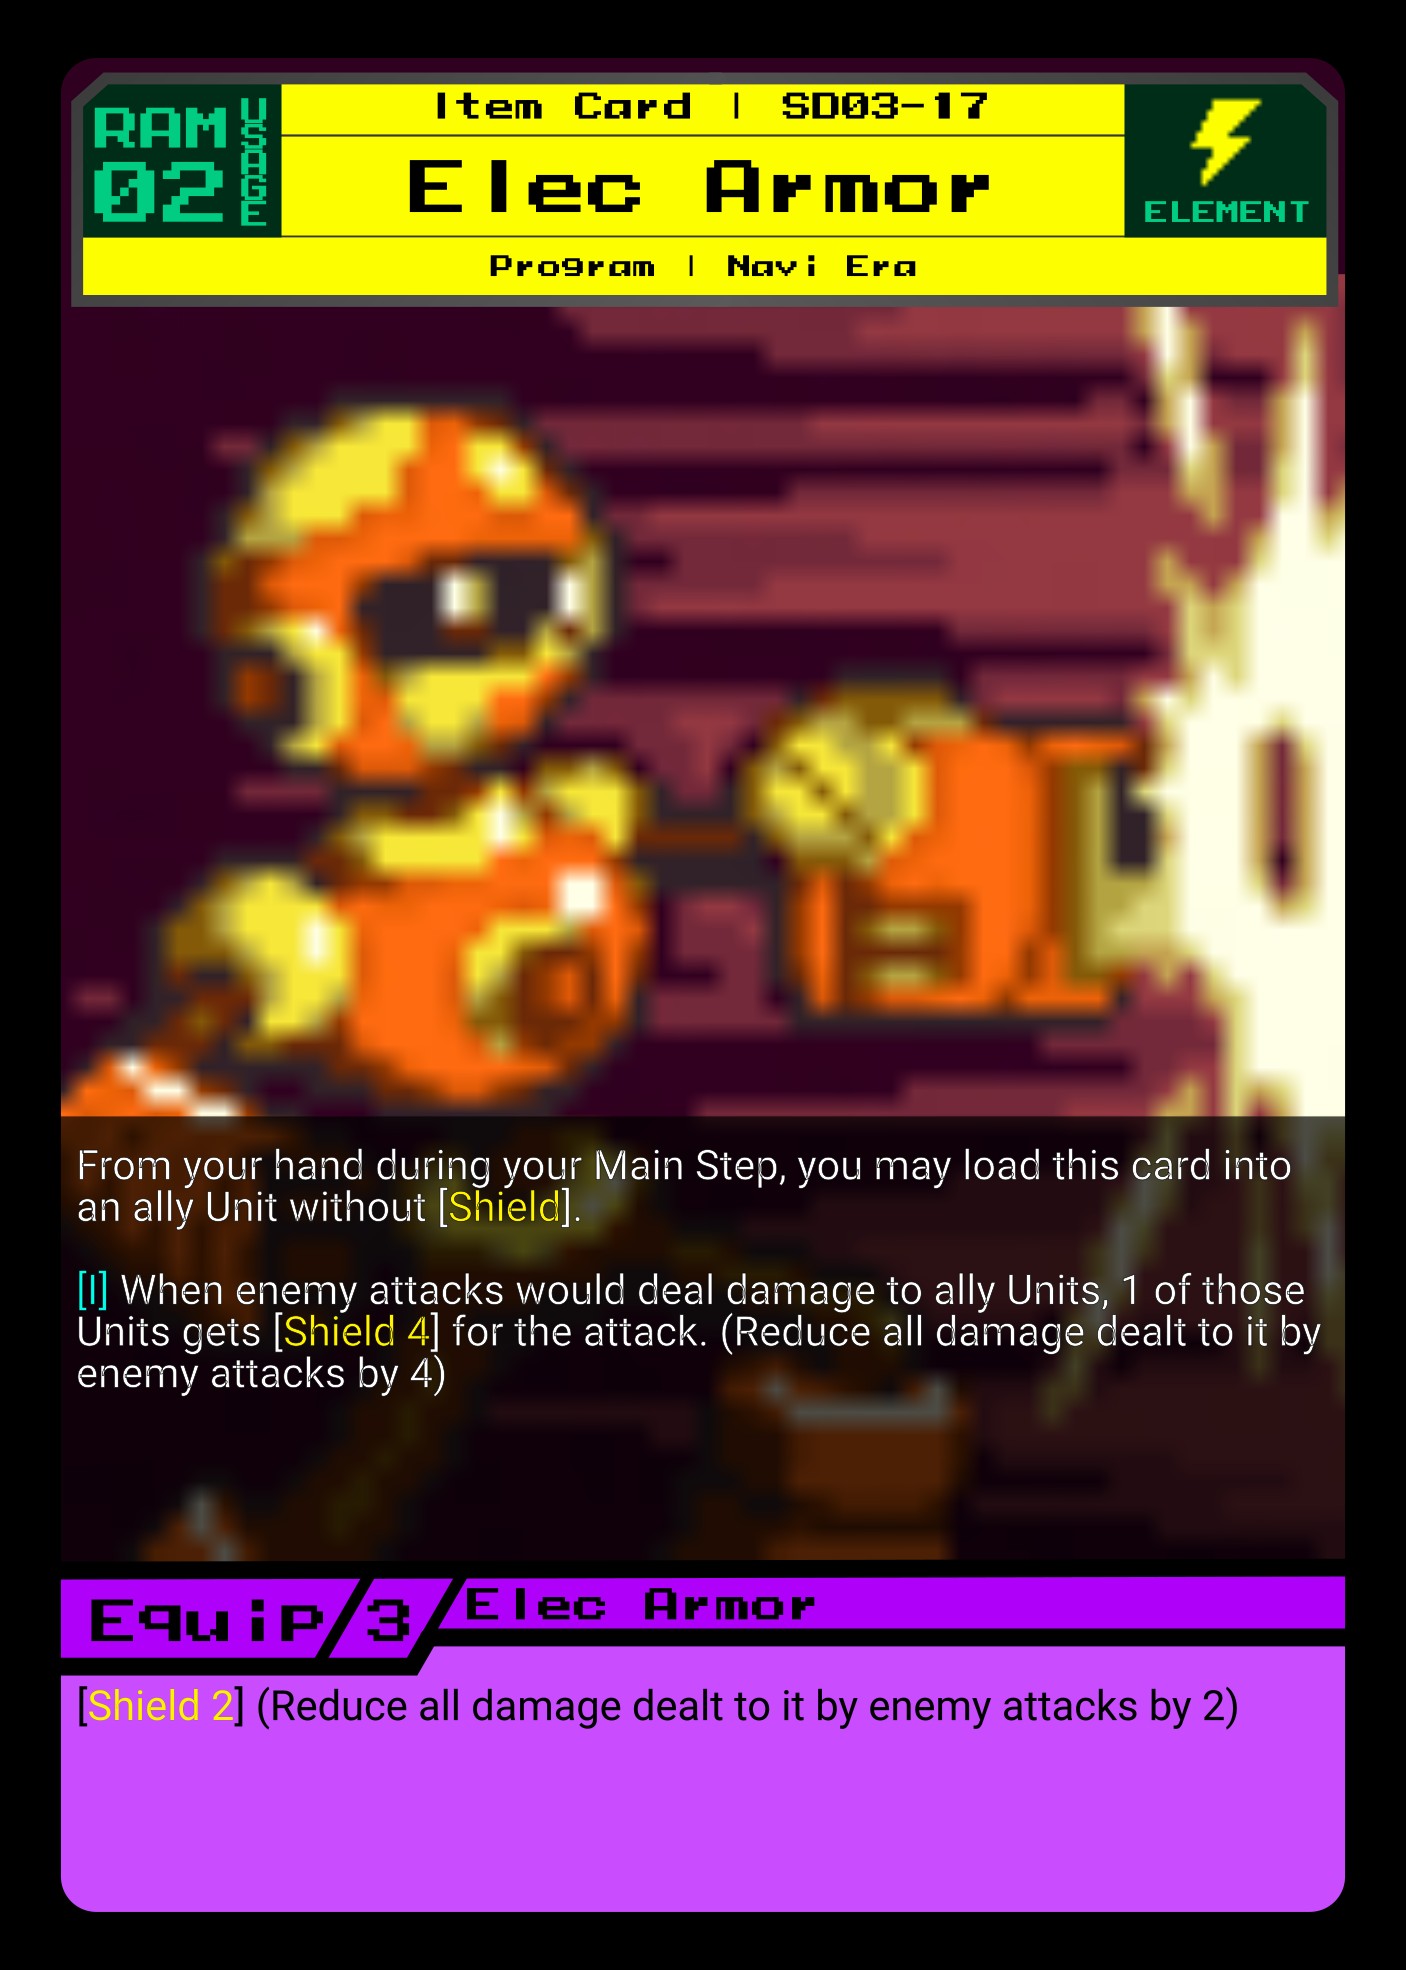 RAM USAGE
02
Item Card | SD03-17
Elec Armor
ELEMENT
Program | Navi Era
From your hand during your Main Step, you may load this card into
an ally Unit without [Shield].
[I] When enemy attacks would deal damage to ally Units, 1 of those
Units gets [Shield 4] for the attack. (Reduce all damage dealt to it by
enemy attacks by 4)
Equip/3/Elec Armor
[Shield 2] (Reduce all damage dealt to it by enemy attacks by 2)